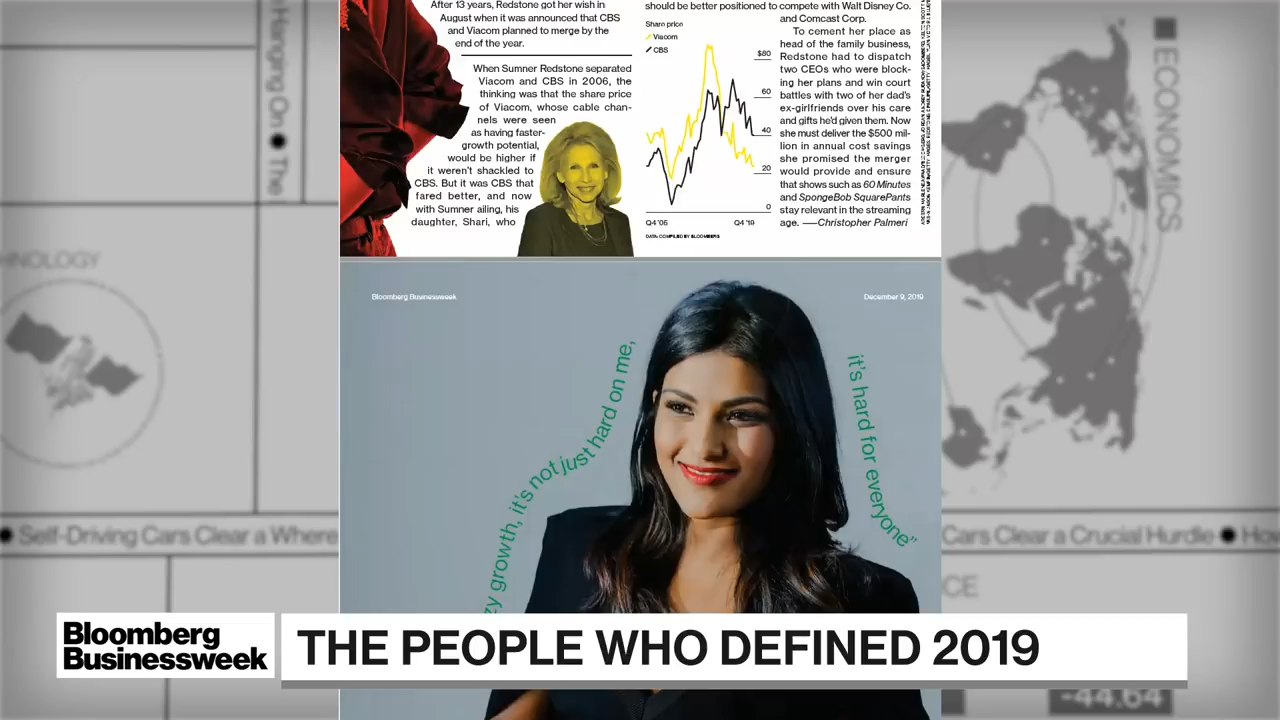 After 13 years, Redstone got her wish in
August when it was announced that CBS
and Viacom planned to merge by the
end of the year.
When Sumner Redstone separated
Viacom and CBS in 2006, the
thinking was that the share price
of Viacom, whose cable chan-
nels were seen
as having faster-
growth potential,
would be higher if
it weren't shackled to
CBS. But it was CBS that
fared better, and now
with Sumner ailing, his
daughter, Shari, who
should be better positioned to compete with Walt Disney Co.
and Comcast Corp.
To cement her place as
head of the family business,
Redstone had to dispatch
two CEOs who were block-
ing her plans and win court
battles with two of her dad's
ex-girlfriends over his care
and gifts he'd given them. Now
she must deliver the $500 mil-
lion in annual cost savings
she promised the merger
would provide and ensure
that shows such as 60 Minutes
and SpongeBob SquarePants
stay relevant in the streaming
age. —Christopher Palmeri
Share price
Viacom
CBS
$80
60
40
20
0
Q4 '05
Q4 '19
DATA: COMPILED BY BLOOMBERG
Hanging On ● The
ECONOMICS
HNOLOGY
Bloomberg Businessweek
December 9, 2019
zy growth, it's not just hard on me,
it's hard for everyone”
● Self-Driving Cars Clear a Where
Cars Clear a Crucial Hurdle ● How
CE
Bloomberg
Businessweek
THE PEOPLE WHO DEFINED 2019
-44.64